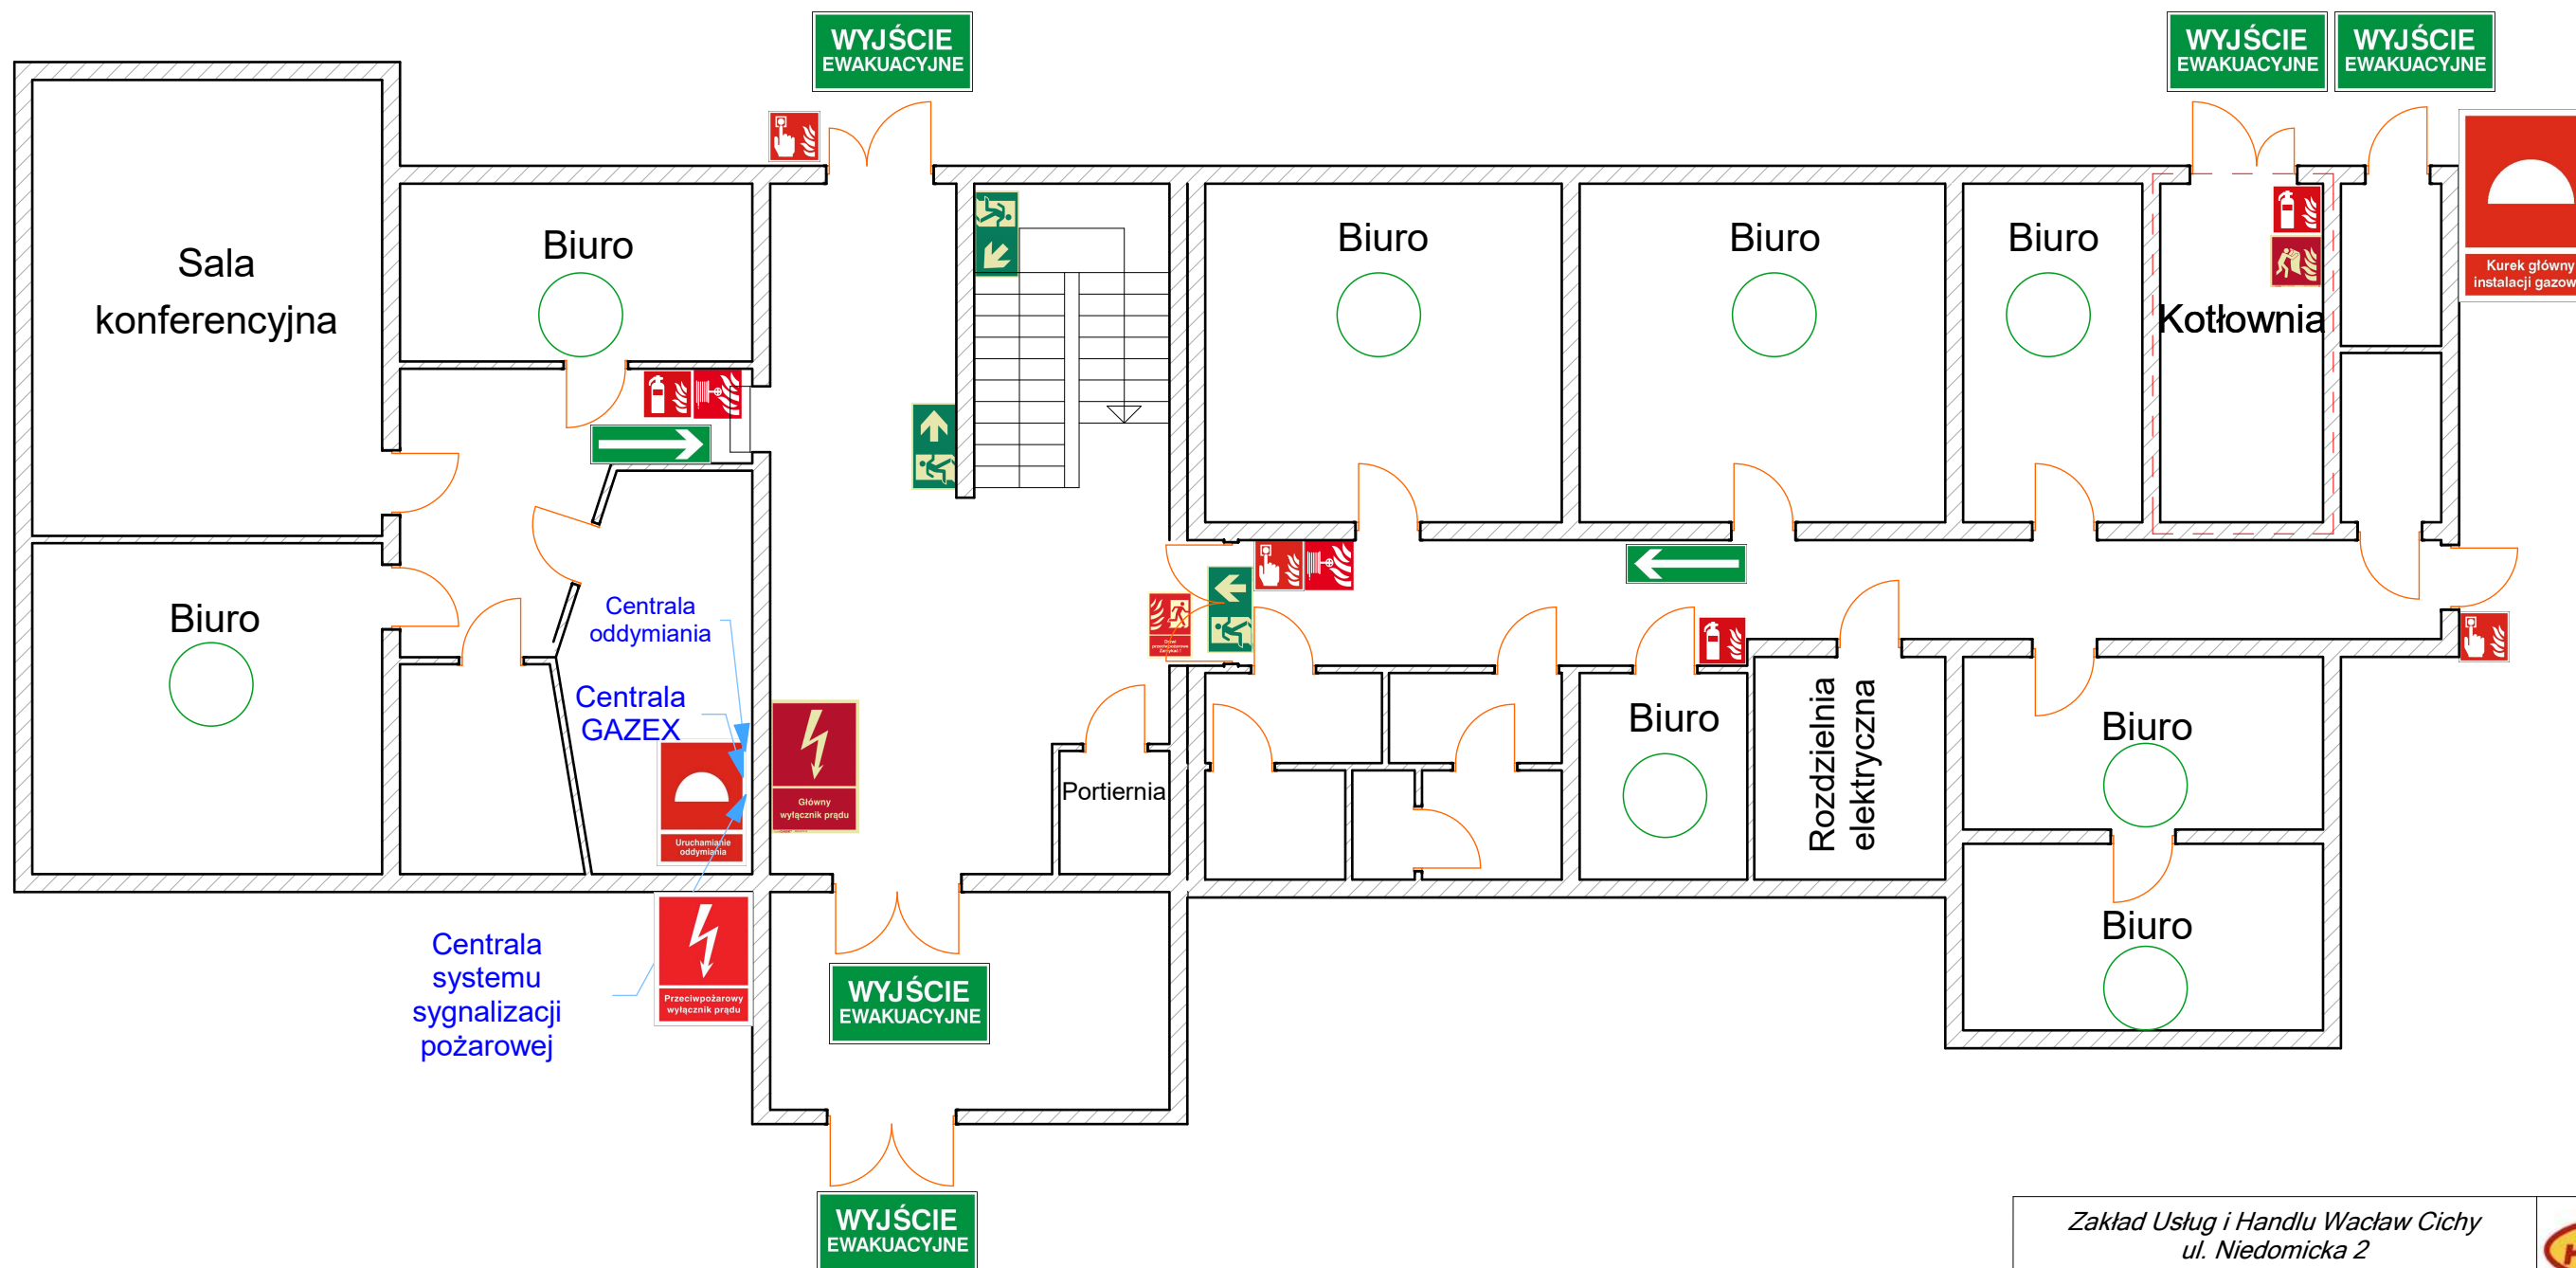 WYJŚCIE
EWAKUACYJNE
WYJŚCIE
EWAKUACYJNE
WYJŚCIE
EWAKUACYJNE
Sala
konferencyjna
Biuro
Biuro
Biuro
Biuro
Kotłownia
Kurek główny
instalacji gazow
Biuro
Centrala
oddymiania
Centrala
GAZEX
Uruchamianie
oddymiania
Główny
wyłącznik prądu
Portiernia
Biuro
Rozdzielnia
elektryczna
Biuro
Biuro
Centrala
systemu
sygnalizacji
pożarowej
Przeciwpożarowy
wyłącznik prądu
WYJŚCIE
EWAKUACYJNE
WYJŚCIE
EWAKUACYJNE
Zakład Usług i Handlu Wacław Cichy
ul. Niedomicka 2